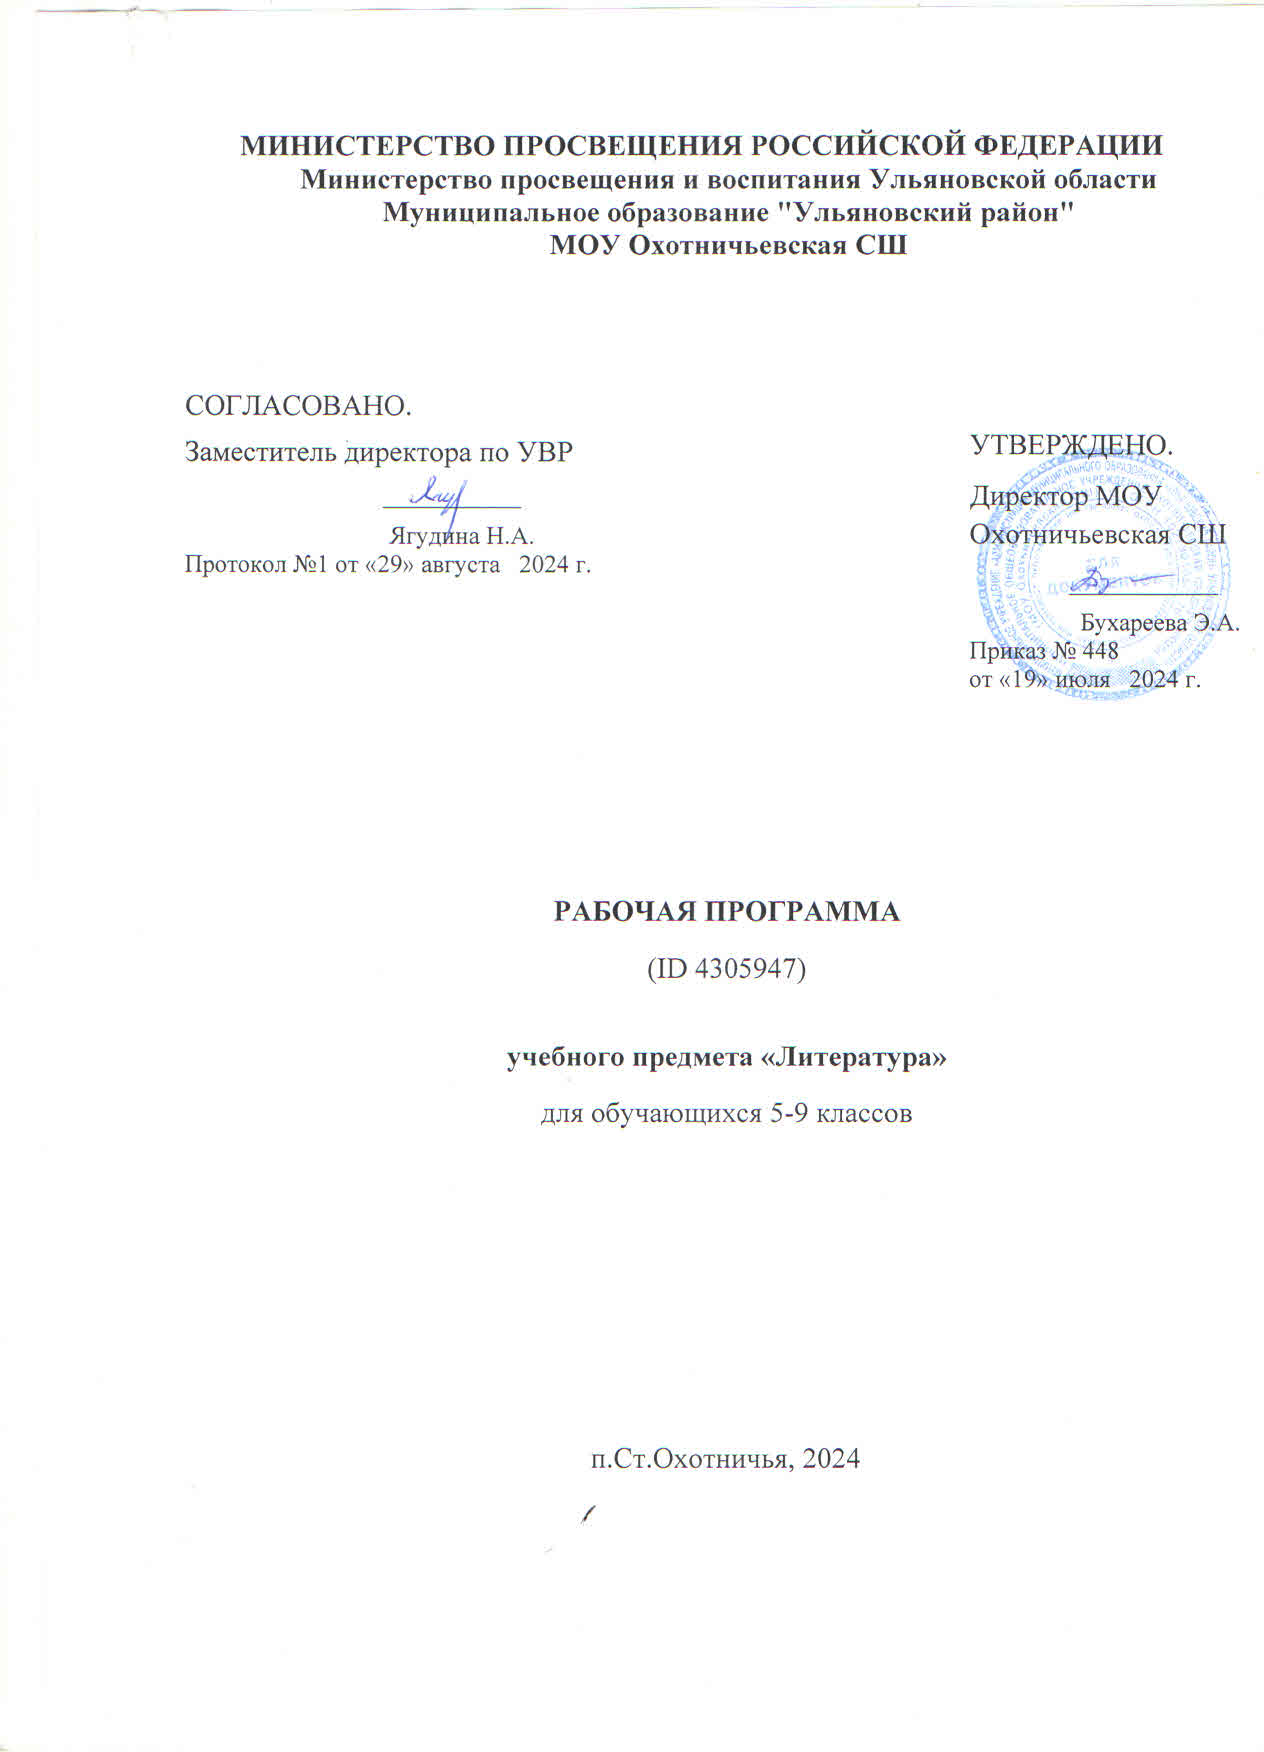 МИНИСТЕРСТВО ПРОСВЕЩЕНИЯ РОССИЙСКОЙ ФЕДЕРАЦИИ
Министерство просвещения и воспитания Ульяновской области
Муниципальное образование "Ульяновский район"
МОУ Охотничьевская СШ
СОГЛАСОВАНО.
Заместитель директора по УВР
Ягудина Н.А.
Протокол №1 от «29» августа 2024 г.
УТВЕРЖДЕНО.
Директор МОУ
Охотничьевская СШ
ДЛЯ
ДОКУМЕНТОВ
Бухареева Э.А.
Приказ № 448
от «19» июля 2024 г.
РАБОЧАЯ ПРОГРАММА
(ID 4305947)
учебного предмета «Литература»
для обучающихся 5-9 классов
п.Ст.Охотничья, 2024